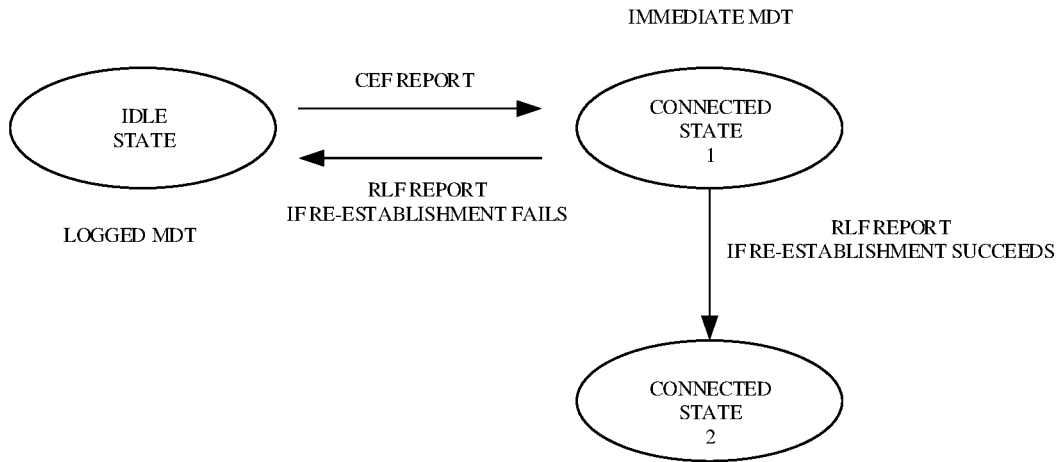 IMMEDIATE MDT
IDLE
STATE
CEF REPORT
CONNECTED
STATE
1
RLF REPORT
IF RE-ESTABLISHMENT FAILS
LOGGED MDT
RLF REPORT
IF RE-ESTABLISHMENT SUCCEEDS
CONNECTED
STATE
2